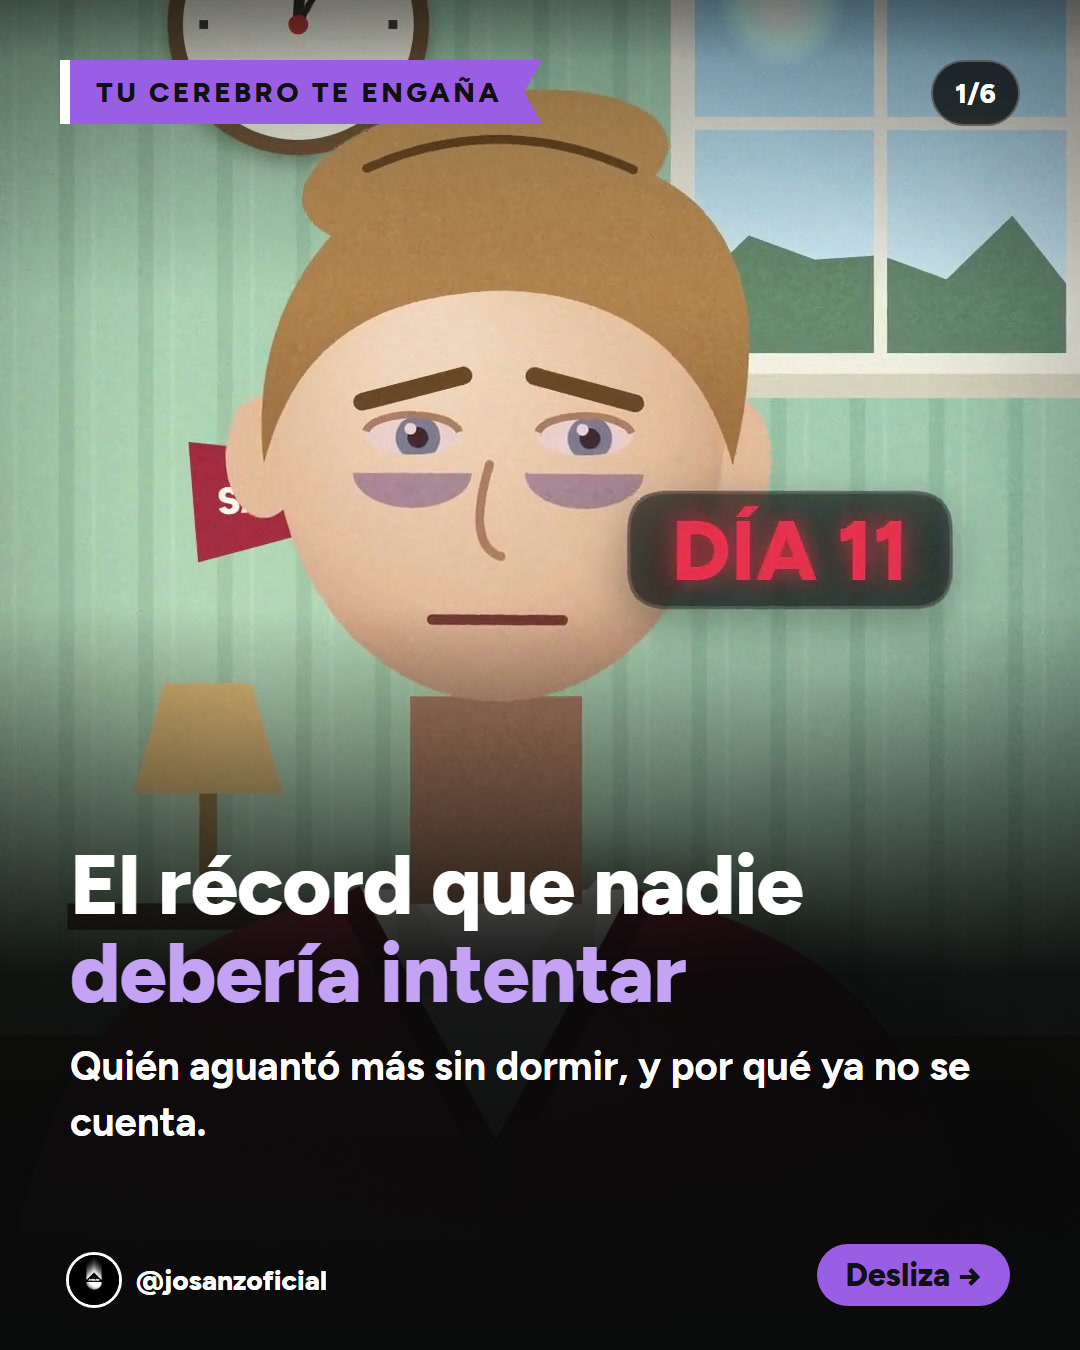 TU CEREBRO TE ENGAÑA
1/6
DÍA 11
El récord que nadie
debería intentar
Quién aguantó más sin dormir, y por qué ya no se
cuenta.
@josanzoficial
Desliza →